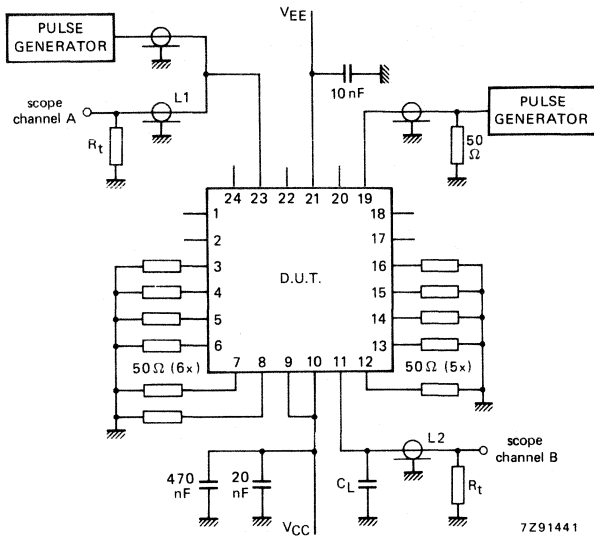 PULSE
GENERATOR
VEE
10 nF
L1
scope
channel A
Rt
PULSE
GENERATOR
50
Ω
24 23 22 21 20 19
1
2
3
4
5
6
18
17
16
15
14
13
D.U.T.
7 8 9 10 11 12
50Ω (6x)
50Ω (5x)
470
nF
20
nF
VCC
CL
L2
scope
channel B
Rt
7Z91441